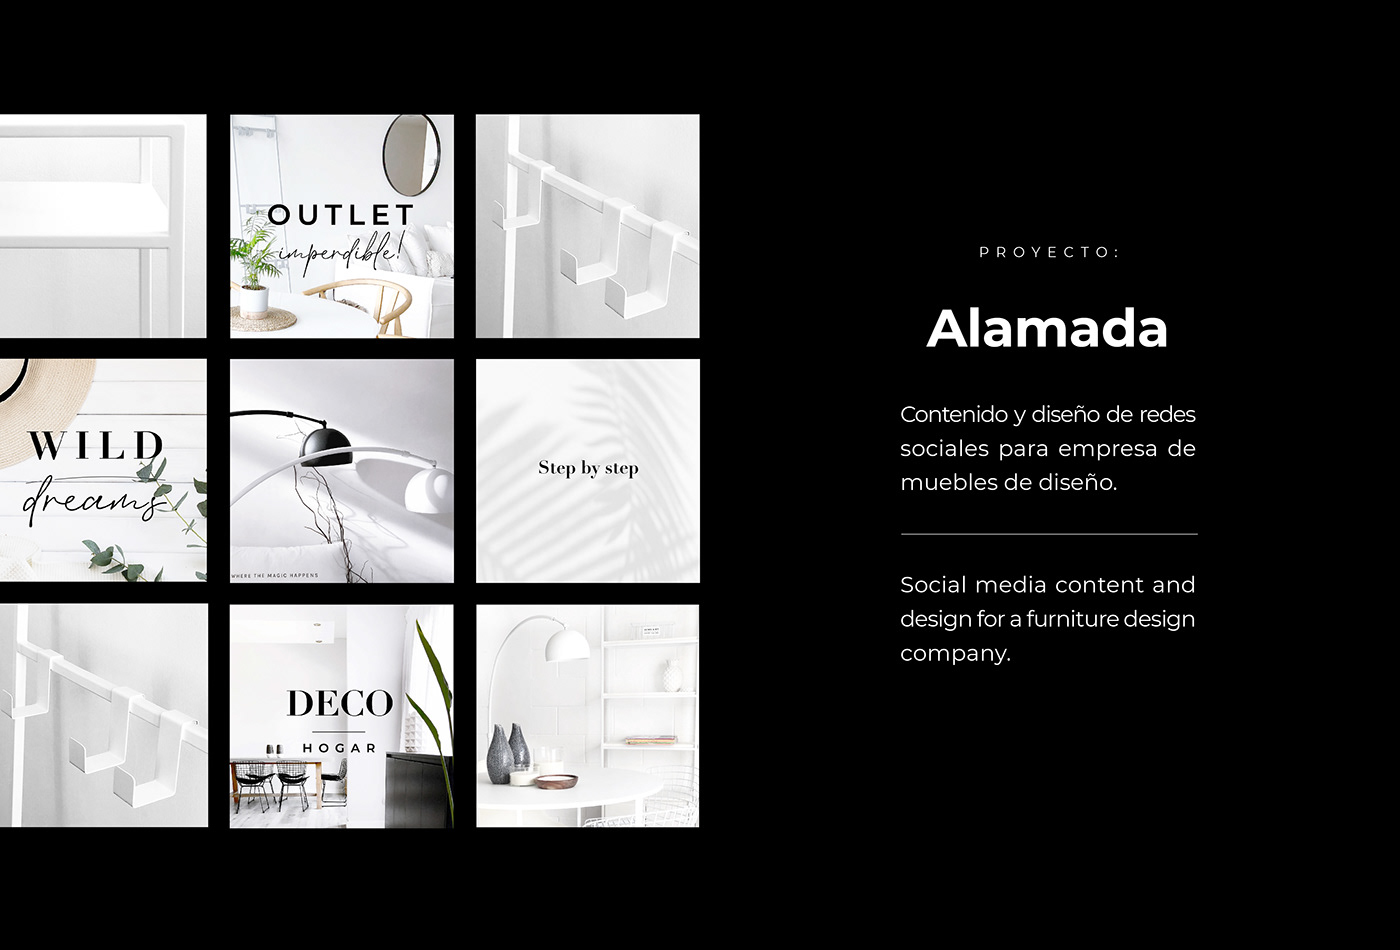 OUTLET
imperdible!
WILD
dreams
WHERE THE MAGIC HAPPENS
Step by step
DECO
HOGAR
PROYECTO:
Alamada
Contenido y diseño de redes
sociales para empresa de
muebles de diseño.
Social media content and
design for a furniture design
company.